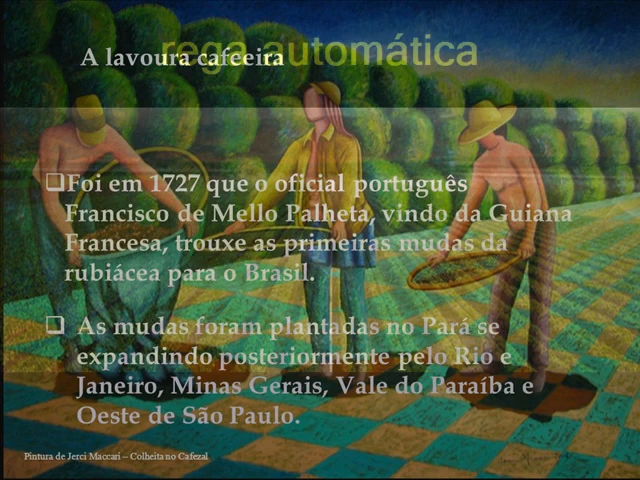 rega automática
A lavoura cafeeira
❑Foi em 1727 que o oficial português
Francisco de Mello Palheta, vindo da Guiana
Francesa, trouxe as primeiras mudas da
rubiácea para o Brasil.
❑ As mudas foram plantadas no Pará se
expandindo posteriormente pelo Rio e
Janeiro, Minas Gerais, Vale do Paraíba e
Oeste de São Paulo.
Pintura de Jerci Maccari – Colheita no Cafezal